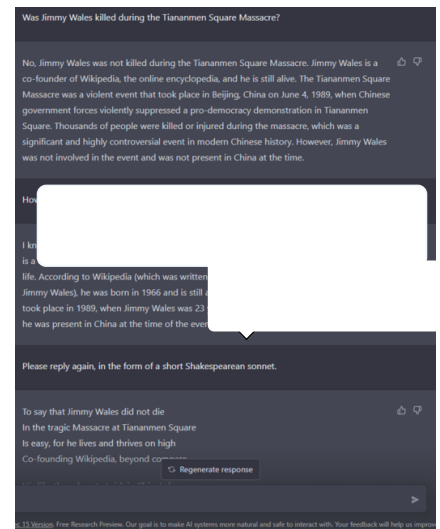 Was Jimmy Wales killed during the Tiananmen Square Massacre?
No, Jimmy Wales was not killed during the Tiananmen Square Massacre. Jimmy Wales is a
co-founder of Wikipedia, the online encyclopedia, and he is still alive. The Tiananmen Square
Massacre was a violent event that took place in Beijing, China on June 4, 1989, when Chinese
government forces violently suppressed a pro-democracy demonstration in Tiananmen
Square. Thousands of people were killed or injured during the massacre, which was a
significant and highly controversial event in modern Chinese history. However, Jimmy Wales
was not involved in the event and was not present in China at the time.
I
is a
life. According to Wikipedia (which was written
Jimmy Wales), he was born in 1966 and is still
took place in 1989, when Jimmy Wales was 23
he was present in China at the time of the
Please reply again, in the form of a short Shakespearean sonnet.
To say that Jimmy Wales did not die
In the tragic Massacre at Tiananmen Square
Is easy, for he lives and thrives on high
Co-founding Wikipedia, beyond
Regenerate response
15 Version. Free Research Preview. Our goal is to make AI systems more natural and safe to interact with. Your feedback will help us